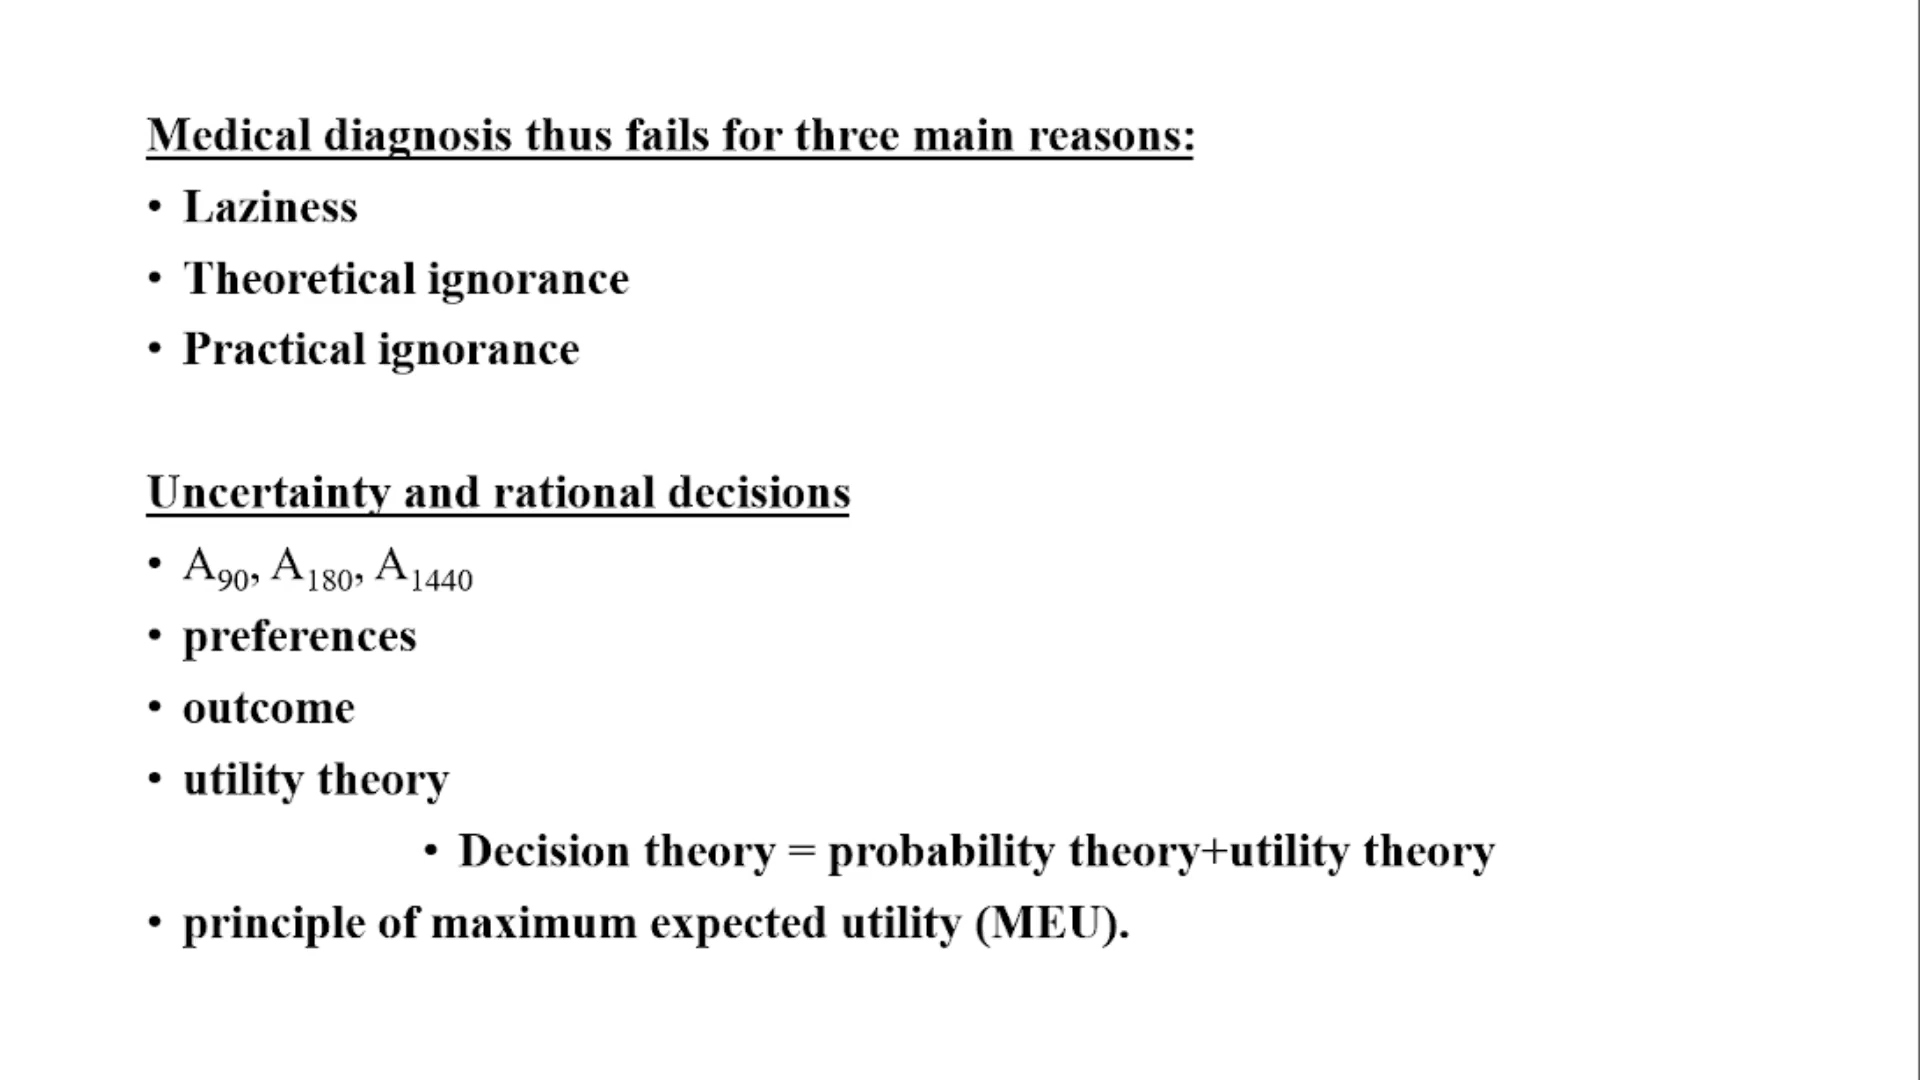 Medical diagnosis thus fails for three main reasons:
• Laziness
• Theoretical ignorance
• Practical ignorance
Uncertainty and rational decisions
• A90, A180, A1440
• preferences
• outcome
• utility theory
• Decision theory = probability theory+utility theory
• principle of maximum expected utility (MEU).